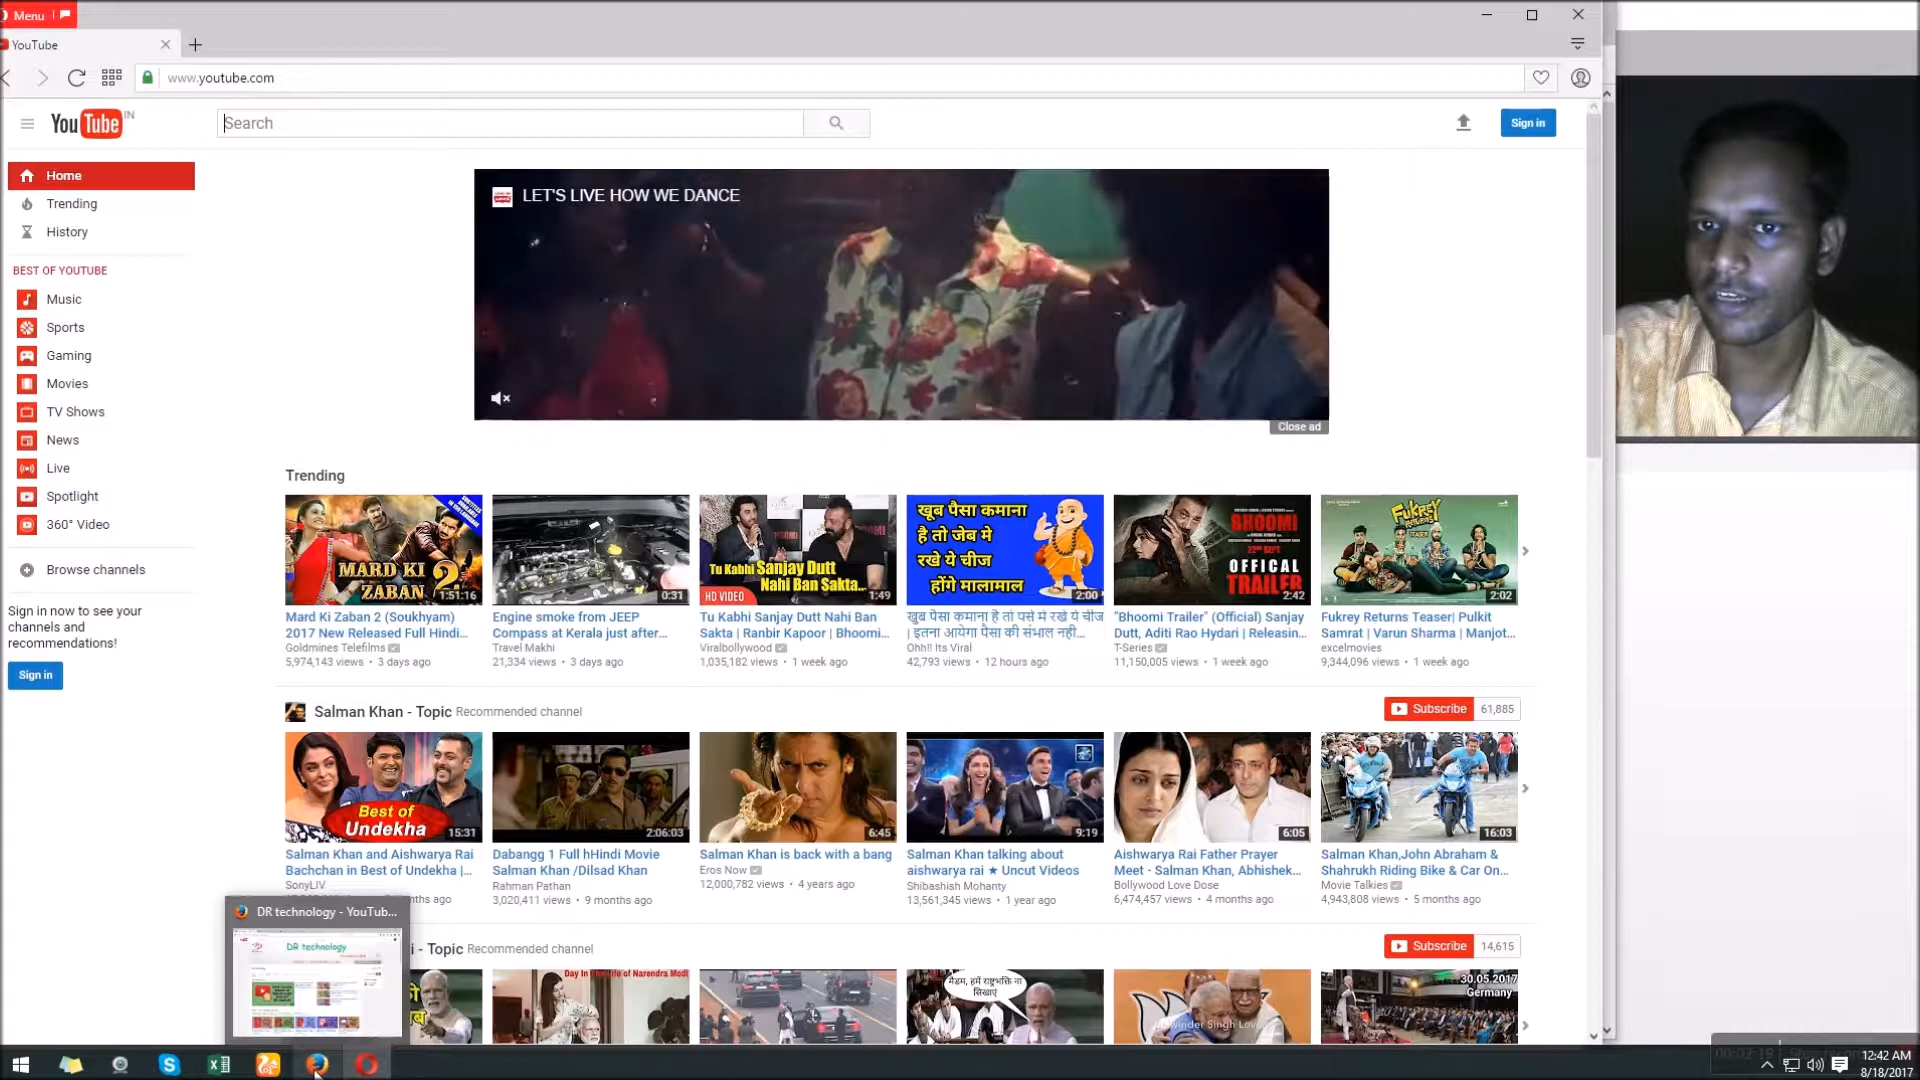 Menu
YouTube
www.youtube.com
YouTube IN
Search
Sign in
Home
Trending
History
BEST OF YOUTUBE
Music
Sports
Gaming
Movies
TV Shows
News
Live
Spotlight
360° Video
Browse channels
Sign in now to see your
channels and
recommendations!
Sign in
LET'S LIVE HOW WE DANCE
Close ad
Trending
MARD KI
ZABAN 2
1:51:16
Mard Ki Zaban 2 (Soukhyam)
2017 New Released Full Hindi...
Goldmines Telefilms
5,974,143 views • 3 days ago
0:31
Engine smoke from JEEP
Compass at Kerala just after...
Travel Makhi
21,334 views • 3 days ago
Tu Kabhi Sanjay Dutt
Nahi Ban Sakta...
HD VIDEO
1:49
Tu Kabhi Sanjay Dutt Nahi Ban
Sakta | Ranbir Kapoor | Bhoomi...
Viralbollywood
1,035,182 views • 1 week ago
खूब पैसा कमाना
है तो जेब मे
रखे ये चीज
होंगे मालामाल
2:00
खुब पैसा कमाना है तो पर्स मे रखे ये चीज
| इतना आयेगा पैसा की संभाल नही...
Ohh!! Its Viral
42,793 views • 12 hours ago
BHOOMI
22ND SEPT
OFFICIAL
TRAILER
2:42
"Bhoomi Trailer" (Official) Sanjay
Dutt, Aditi Rao Hydari | Releasin...
T-Series
11,150,005 views • 1 week ago
FUKREY
RETURNS
2:02
Fukrey Returns Teaser| Pulkit
Samrat | Varun Sharma | Manjot...
excelmovies
9,344,096 views • 1 week ago
Salman Khan - Topic Recommended channel
Subscribe 61,885
Best of
Undekha
15:31
Salman Khan and Aishwarya Rai
Bachchan in Best of Undekha |...
SonyLIV
2:06:03
Dabangg 1 Full hHindi Movie
Salman Khan /Dilsad Khan
Rahman Pathan
3,020,411 views • 9 months ago
6:45
Salman Khan is back with a bang
Eros Now
12,000,782 views • 4 years ago
9:19
Salman Khan talking about
aishwarya rai ★ Uncut Videos
Shibashish Mohanty
13,561,345 views • 1 year ago
6:05
Aishwarya Rai Father Prayer
Meet - Salman Khan, Abhishek...
Bollywood Love Dose
6,474,457 views • 4 months ago
16:03
Salman Khan,John Abraham &
Shahrukh Riding Bike & Car On...
Movie Talkies
4,943,808 views • 5 months ago
DR technology - YouTub...
DR technology
i - Topic Recommended channel
Subscribe 14,615
Day In The life of Narendra Modi
मैडम, हमें राष्ट्रभक्ति ना
सिखाएं
30.05.2017
Germany
12:42 AM
8/18/2017